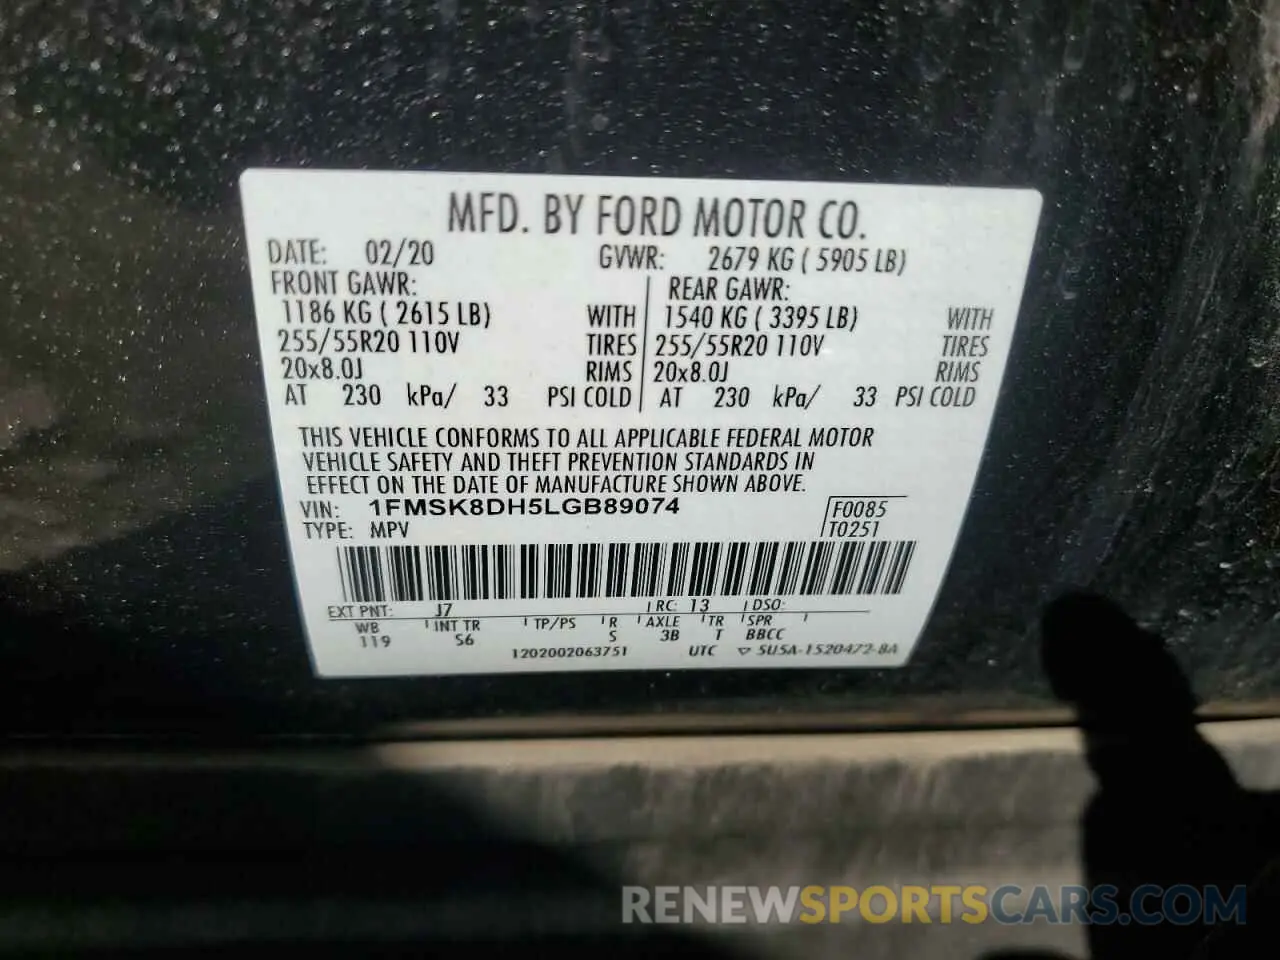 MFD. BY FORD MOTOR CO.
DATE: 02/20 GVWR: 2679 KG ( 5905 LB)
FRONT GAWR: REAR GAWR:
1186 KG ( 2615 LB) WITH 1540 KG ( 3395 LB) WITH
255/55R20 110V TIRES 255/55R20 110V TIRES
20x8.0J RIMS 20x8.0J RIMS
AT 230 kPa/ 33 PSI COLD AT 230 kPa/ 33 PSI COLD
THIS VEHICLE CONFORMS TO ALL APPLICABLE FEDERAL MOTOR
VEHICLE SAFETY AND THEFT PREVENTION STANDARDS IN
EFFECT ON THE DATE OF MANUFACTURE SHOWN ABOVE.
VIN: 1FMSK8DH5LGB89074 F0085
TYPE: MPV T0251
EXT PNT: J7 RC: 13 DSO:
WB INT TR TP/PS R AXLE TR SPR
119 S6 S 3B T BBCC
1202002063751 UTC ▽ SU5A-1520472-BA
RENEWSPORTSCARS.COM